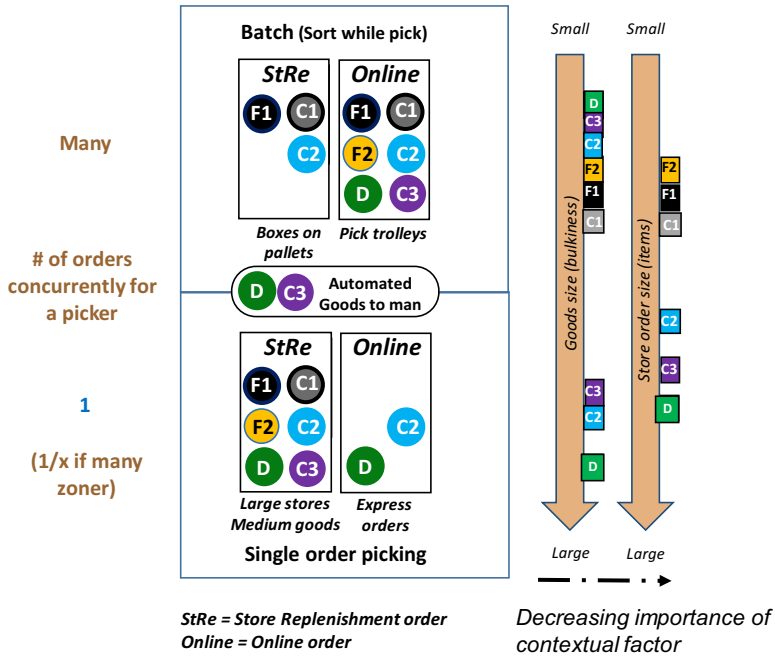 Batch (Sort while pick)
StRe
Online
F1
C1
C2
F1
C1
F2
C2
D
C3
Boxes on
pallets
Pick trolleys
Many
# of orders
concurrently for
a picker
1
(1/x if many
zoner)
D
C3
Automated
Goods to man
StRe
Online
F1
C1
F2
C2
D
C3
C2
D
Large stores
Medium goods
Express
orders
Single order picking
StRe = Store Replenishment order
Online = Online order
Small
Small
Goods size (bulkiness)
D
C3
C2
F2
F1
C1
C3
C2
D
Store order size (items)
F2
F1
C1
C2
C3
D
Large
Large
Decreasing importance of
contextual factor